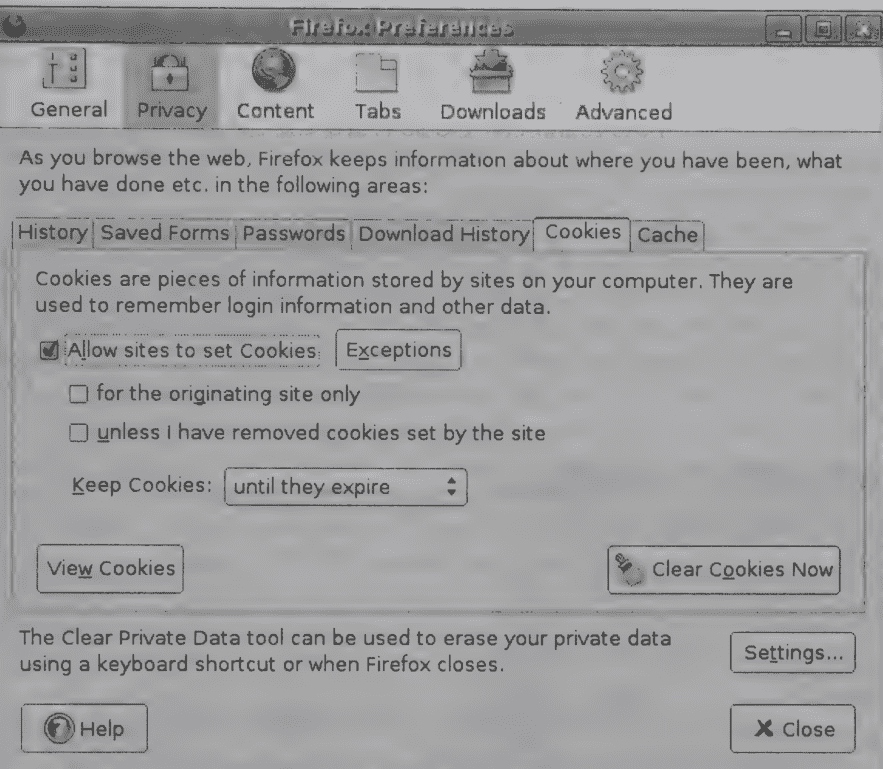 Firefox Preferences
General Privacy Content Tabs Downloads Advanced
As you browse the web, Firefox keeps information about where you have been, what
you have done etc. in the following areas:
History Saved Forms Passwords Download History Cookies Cache
Cookies are pieces of information stored by sites on your computer. They are
used to remember login information and other data.
Allow sites to set Cookies Exceptions
for the originating site only
unless I have removed cookies set by the site
Keep Cookies: until they expire
View Cookies Clear Cookies Now
The Clear Private Data tool can be used to erase your private data
using a keyboard shortcut or when Firefox closes.
Settings...
Help Close